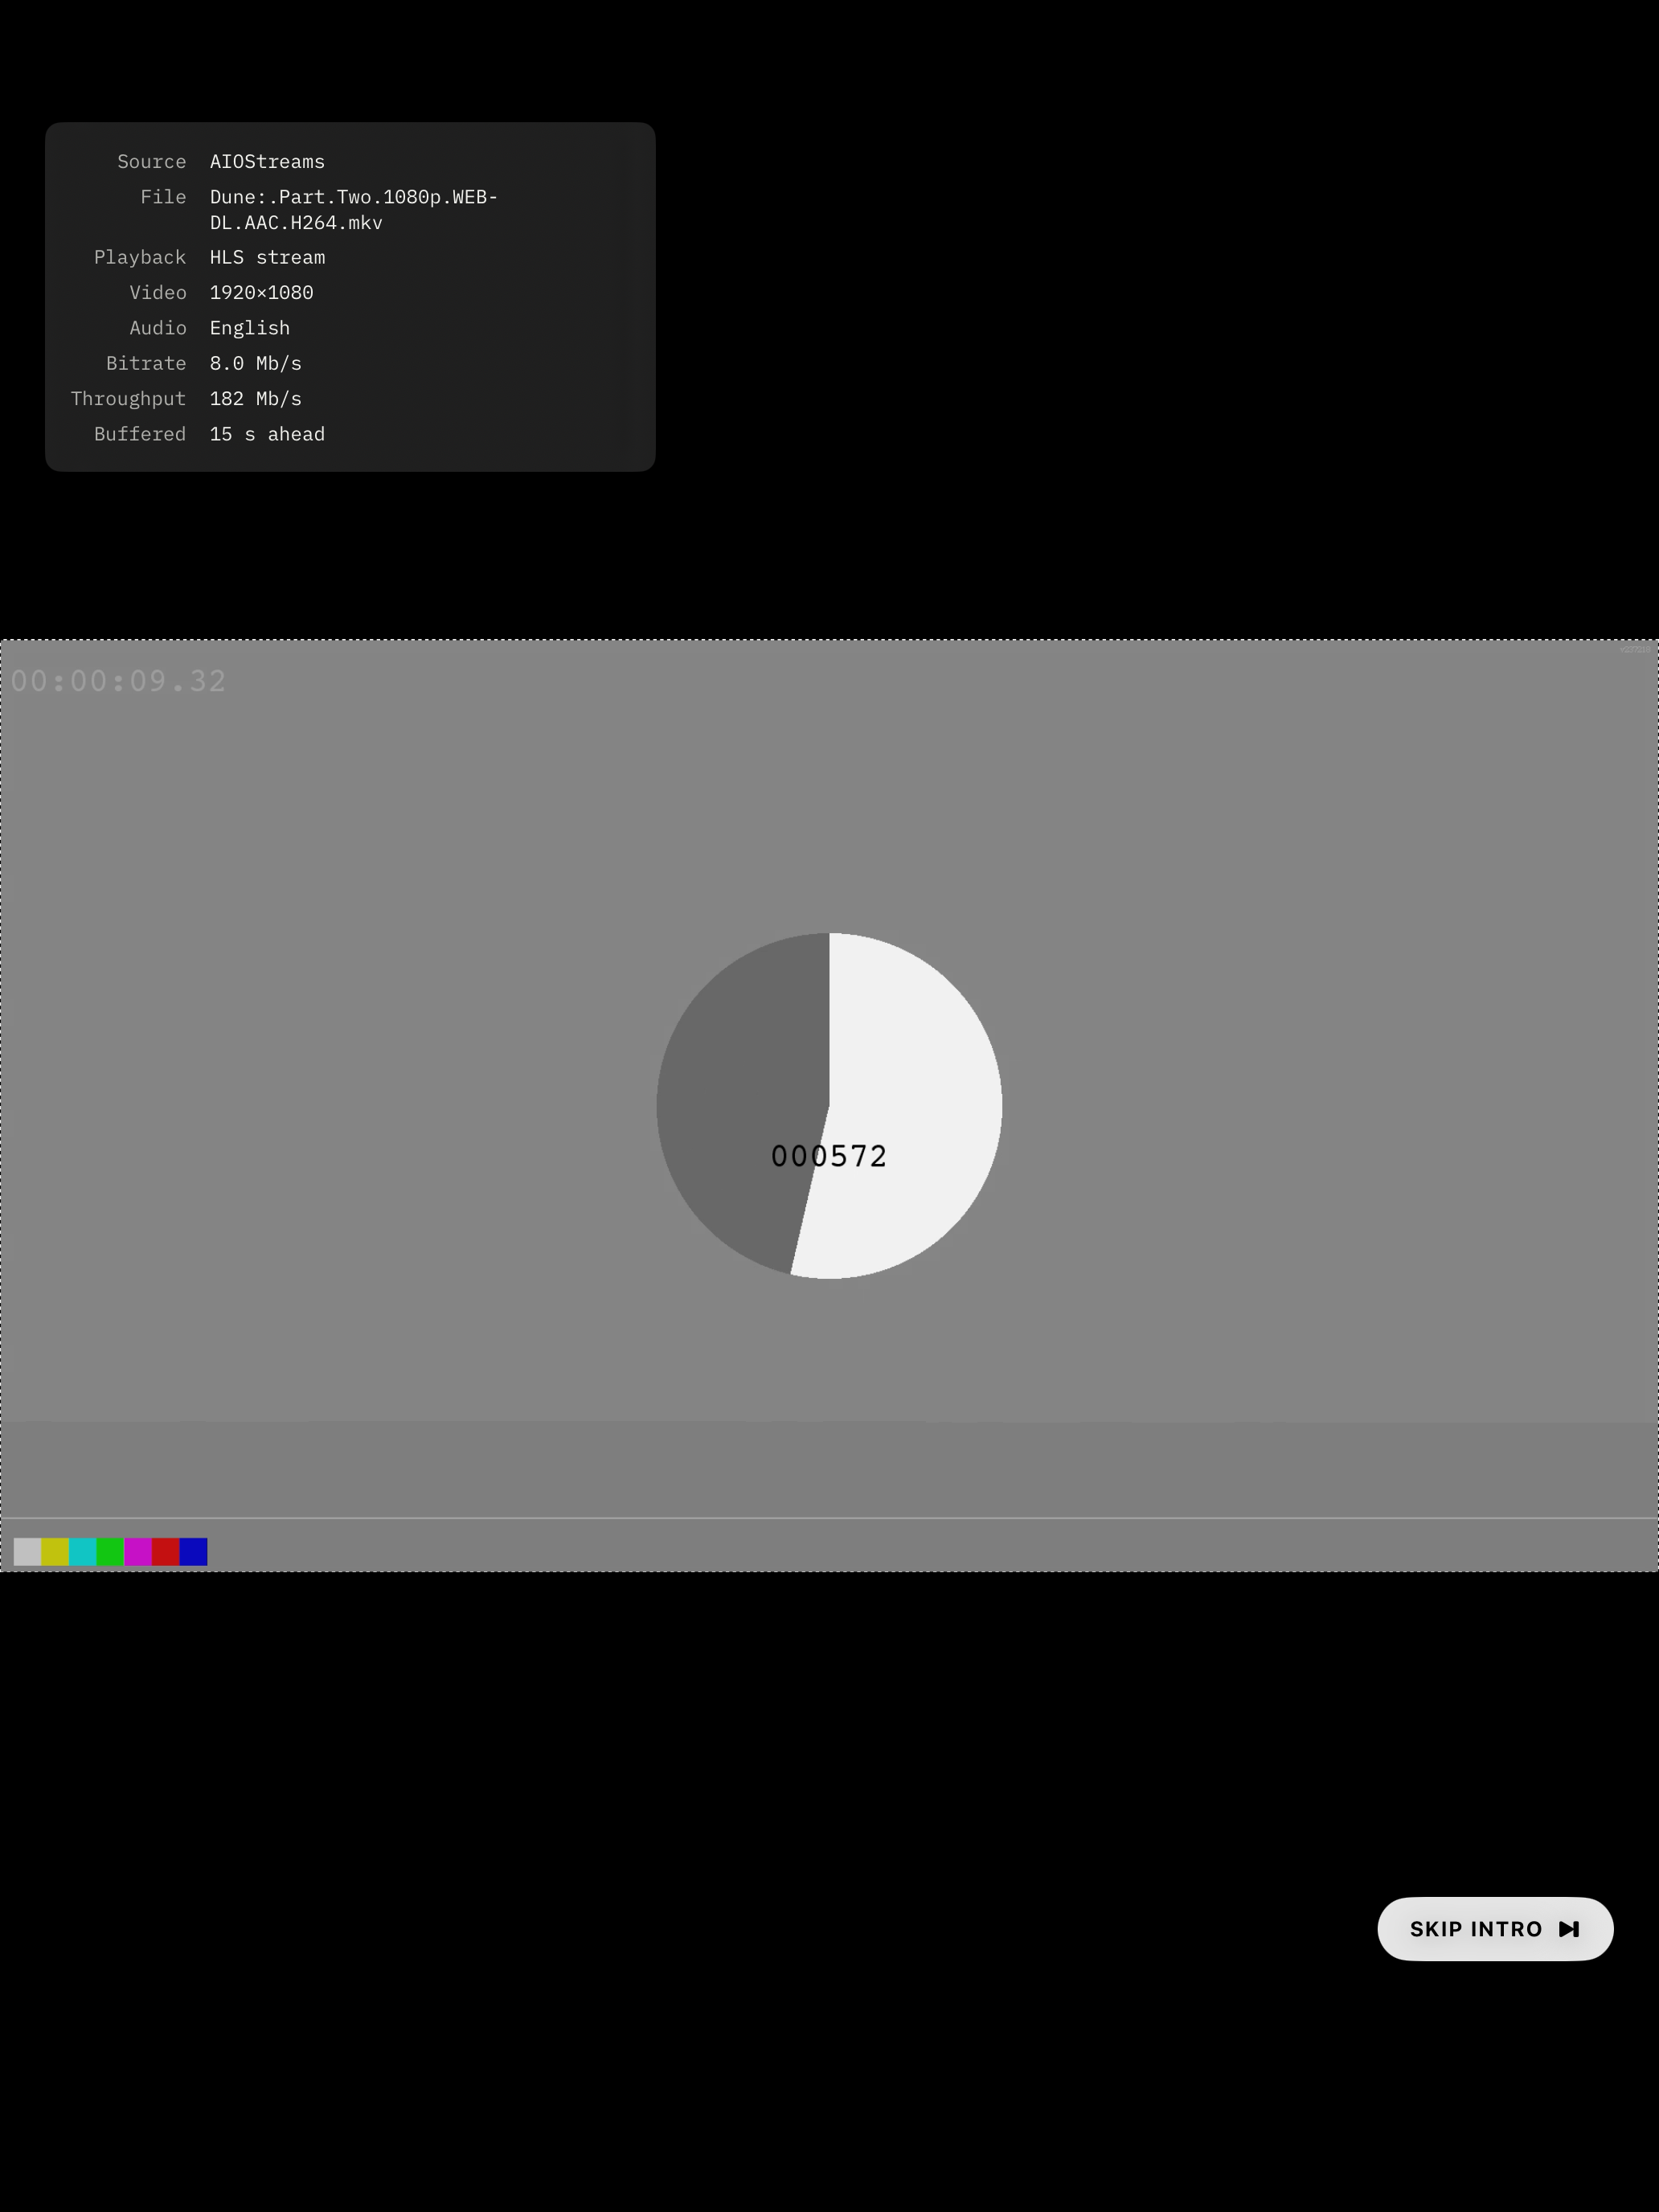 Source AIOStreams
File Dune:.Part.Two.1080p.WEB-
DL.AAC.H264.mkv
Playback HLS stream
Video 1920×1080
Audio English
Bitrate 8.0 Mb/s
Throughput 182 Mb/s
Buffered 15 s ahead
00:00:09.32
000572
SKIP INTRO